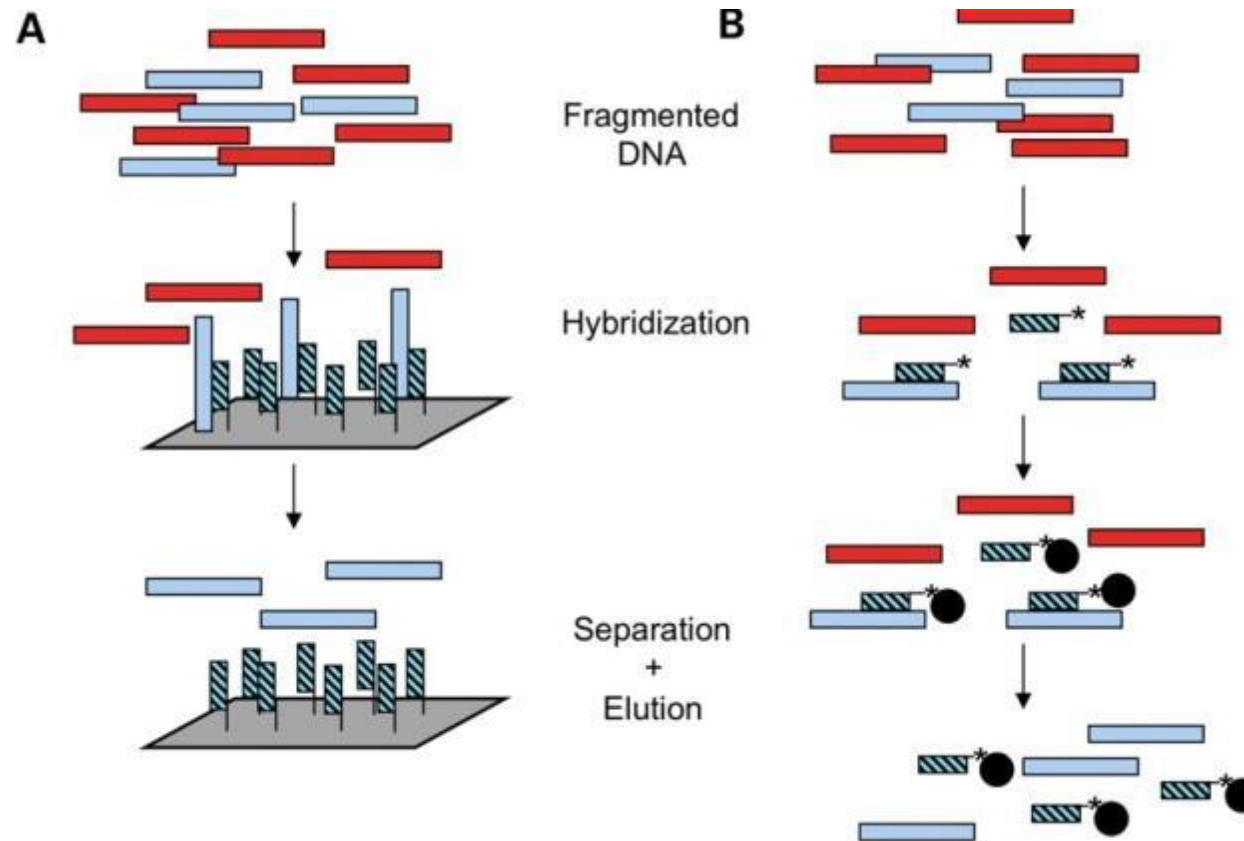 A
B
Fragmented
DNA
Hybridization
*
*
*
*
*
*
Separation
+
Elution
*
*
*